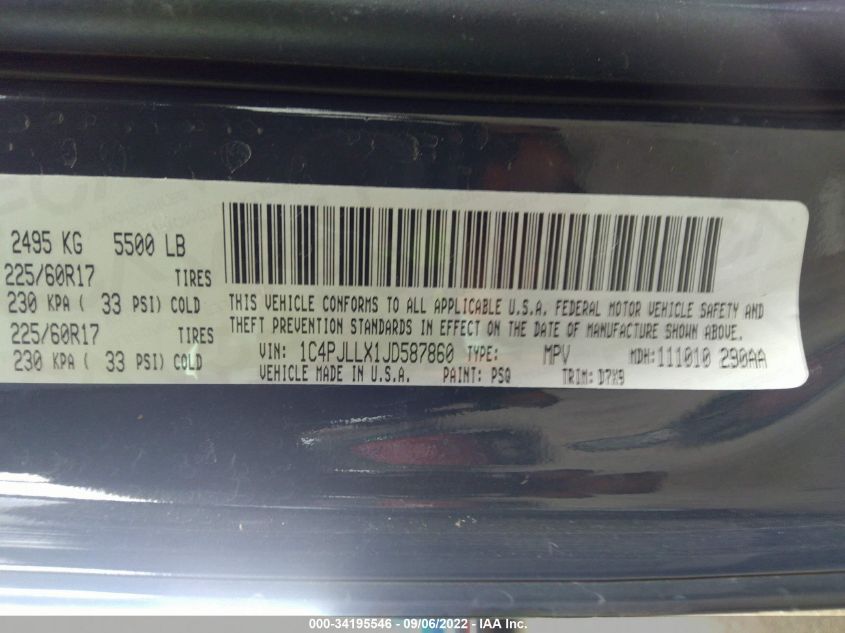 2495 KG 5500 LB
225/60R17 TIRES
230 KPA ( 33 PSI) COLD
225/60R17 TIRES
230 KPA ( 33 PSI) COLD
THIS VEHICLE CONFORMS TO ALL APPLICABLE U.S.A. FEDERAL MOTOR VEHICLE SAFETY AND
THEFT PREVENTION STANDARDS IN EFFECT ON THE DATE OF MANUFACTURE SHOWN ABOVE.
VIN: 1C4PJLLX1JD587860 TYPE: MPV MDH:111010 290AA
VEHICLE MADE IN U.S.A. PAINT: PSQ TRIM: D7X9
000-34195546 - 09/06/2022 - © IAA Inc.